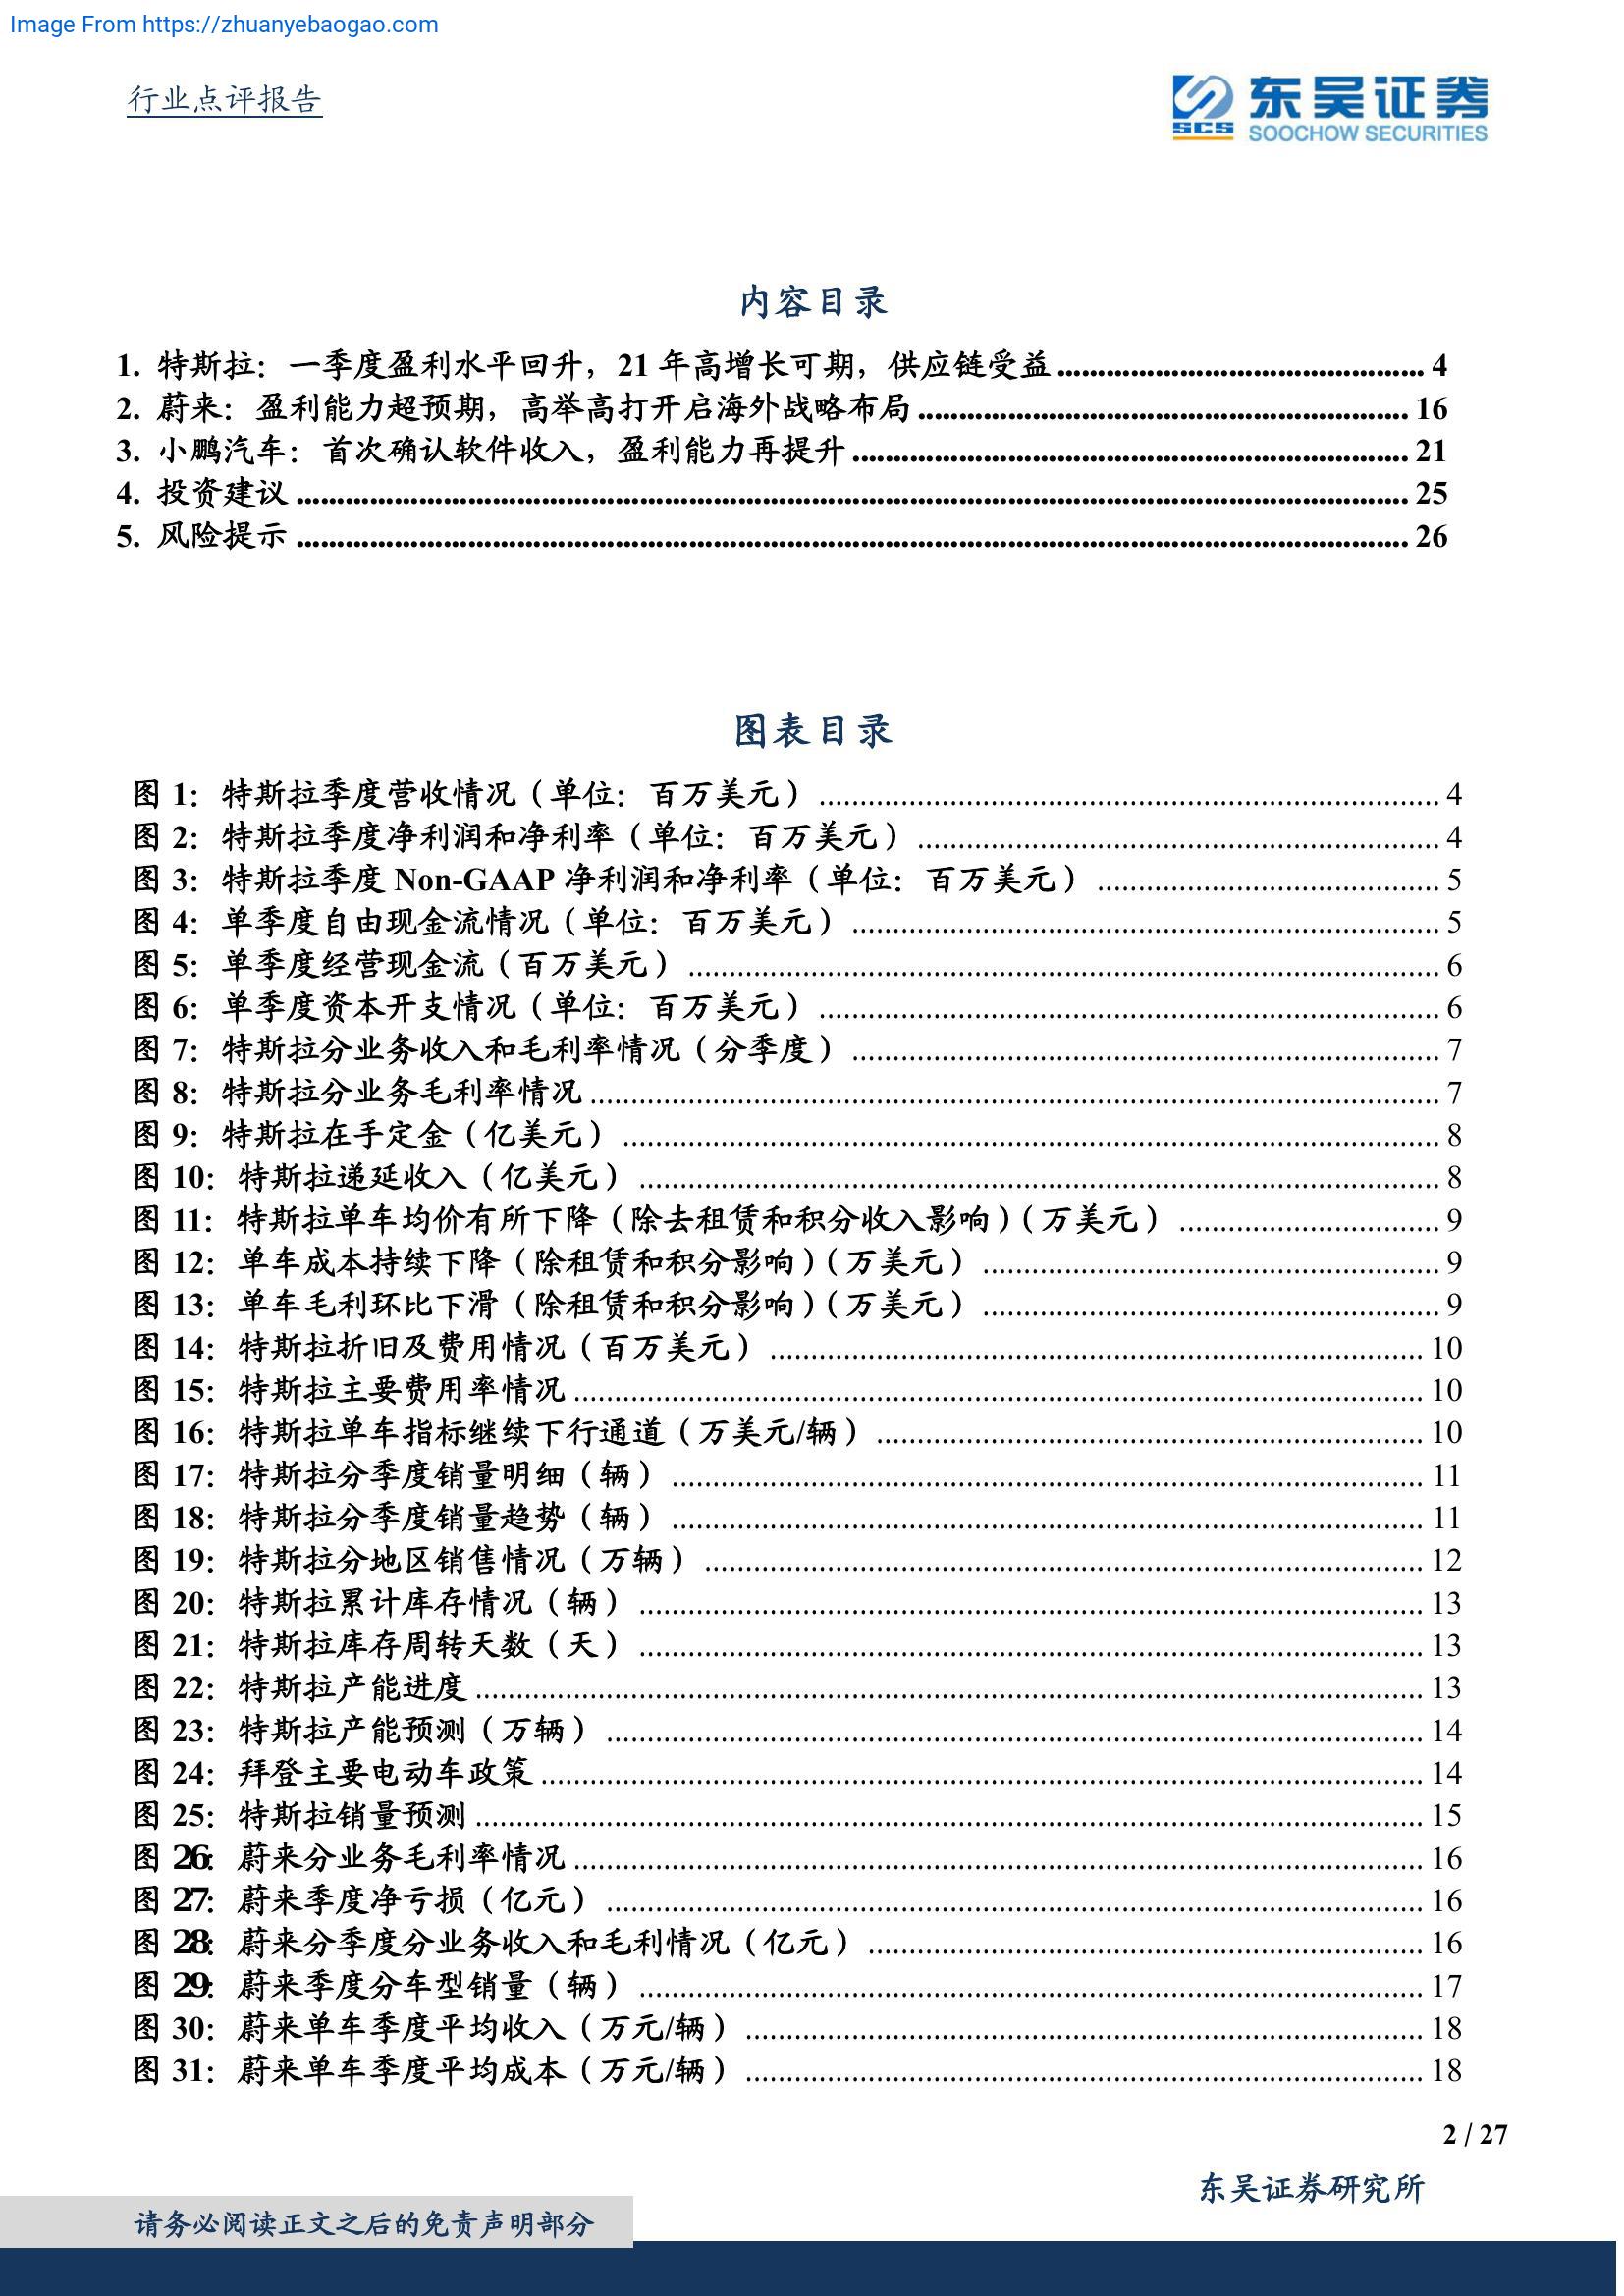 Image From https://zhuanyebaogao.com
行业点评报告
SCS 东吴证券
SOOCHOW SECURITIES
内容目录
1. 特斯拉：一季度盈利水平回升，21 年高增长可期，供应链受益 4
2. 蔚来：盈利能力超预期，高举高打开启海外战略布局 16
3. 小鹏汽车：首次确认软件收入，盈利能力再提升 21
4. 投资建议 25
5. 风险提示 26
图表目录
图 1：特斯拉季度营收情况（单位：百万美元） 4
图 2：特斯拉季度净利润和净利率（单位：百万美元） 4
图 3：特斯拉季度 Non-GAAP 净利润和净利率（单位：百万美元） 5
图 4：单季度自由现金流情况（单位：百万美元） 5
图 5：单季度经营现金流（百万美元） 6
图 6：单季度资本开支情况（单位：百万美元） 6
图 7：特斯拉分业务收入和毛利率情况（分季度） 7
图 8：特斯拉分业务毛利率情况 7
图 9：特斯拉在手定金（亿美元） 8
图 10：特斯拉递延收入（亿美元） 8
图 11：特斯拉单车均价有所下降（除去租赁和积分收入影响）（万美元） 9
图 12：单车成本持续下降（除租赁和积分影响）（万美元） 9
图 13：单车毛利环比下滑（除租赁和积分影响）（万美元） 9
图 14：特斯拉折旧及费用情况（百万美元） 10
图 15：特斯拉主要费用率情况 10
图 16：特斯拉单车指标继续下行通道（万美元/辆） 10
图 17：特斯拉分季度销量明细（辆） 11
图 18：特斯拉分季度销量趋势（辆） 11
图 19：特斯拉分地区销售情况（万辆） 12
图 20：特斯拉累计库存情况（辆） 13
图 21：特斯拉库存周转天数（天） 13
图 22：特斯拉产能进度 13
图 23：特斯拉产能预测（万辆） 14
图 24：拜登主要电动车政策 14
图 25：特斯拉销量预测 15
图 26：蔚来分业务毛利率情况 16
图 27：蔚来季度净亏损（亿元） 16
图 28：蔚来分季度分业务收入和毛利情况（亿元） 16
图 29：蔚来季度分车型销量（辆） 17
图 30：蔚来单车季度平均收入（万元/辆） 18
图 31：蔚来单车季度平均成本（万元/辆） 18
2 / 27
东吴证券研究所
请务必阅读正文之后的免责声明部分